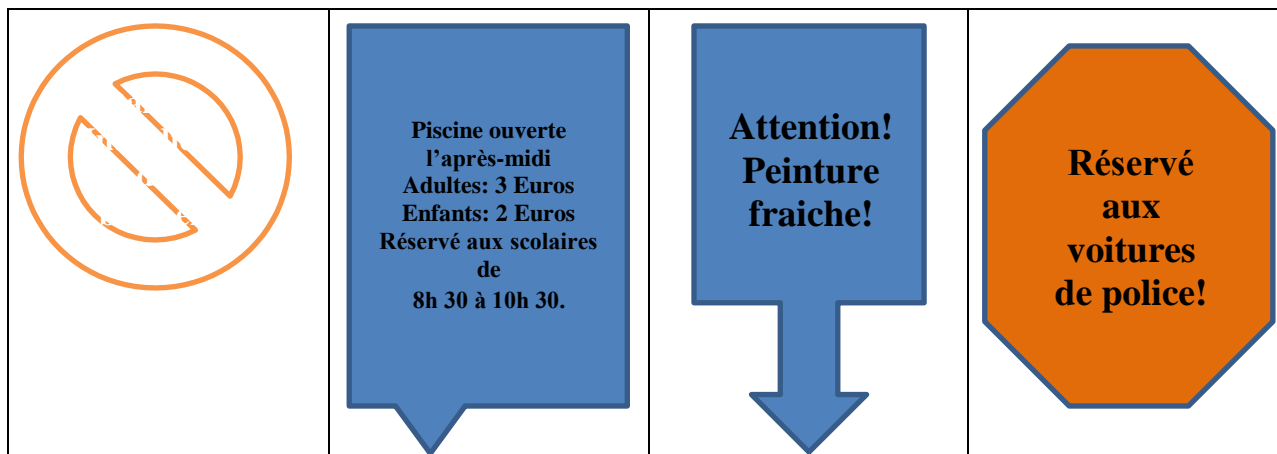 Piscine ouverte
l'après-midi
Adultes: 3 Euros
Enfants: 2 Euros
Réservé aux scolaires
de
8h 30 à 10h 30.
Attention!
Peinture
fraiche!
Réservé
aux
voitures
de police!